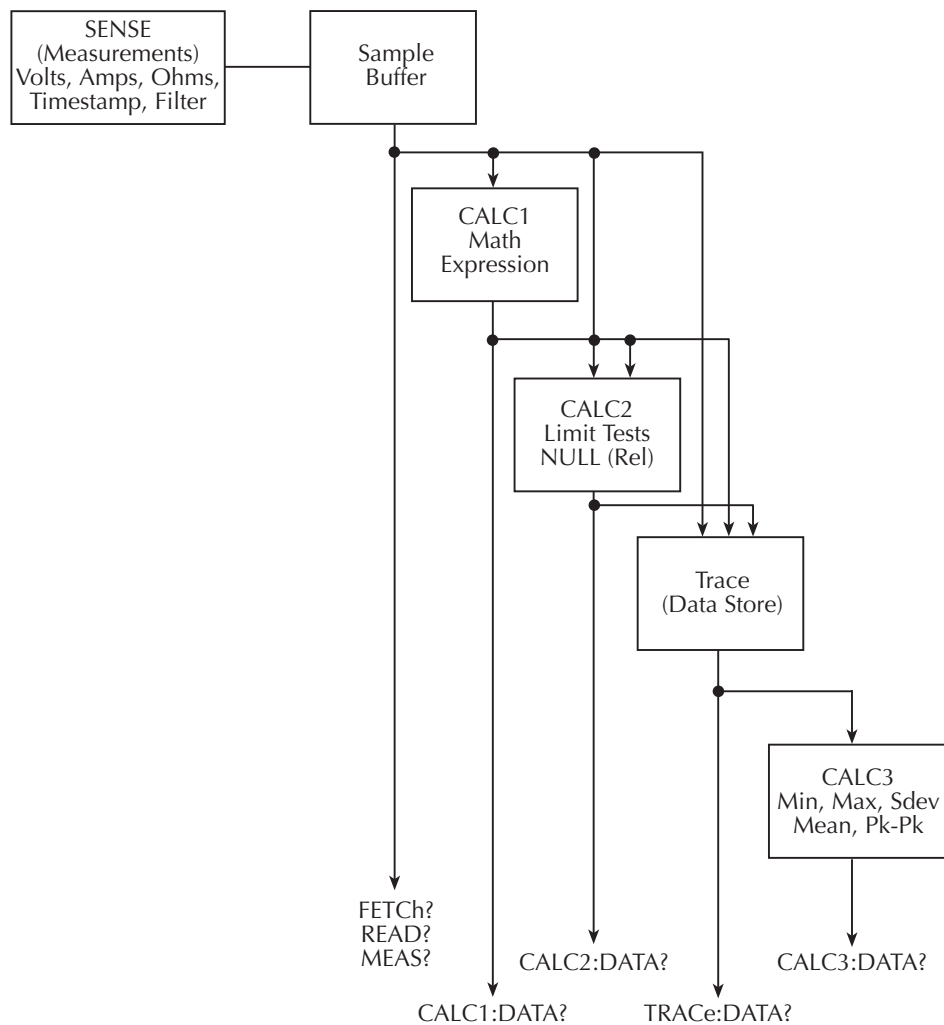 SENSE
(Measurements)
Volts, Amps, Ohms,
Timestamp, Filter
Sample
Buffer
CALC1
Math
Expression
CALC2
Limit Tests
NULL (Rel)
Trace
(Data Store)
CALC3
Min, Max, Sdev
Mean, Pk-Pk
FETCh?
READ?
MEAS?
CALC2:DATA?
CALC3:DATA?
CALC1:DATA?
TRACe:DATA?